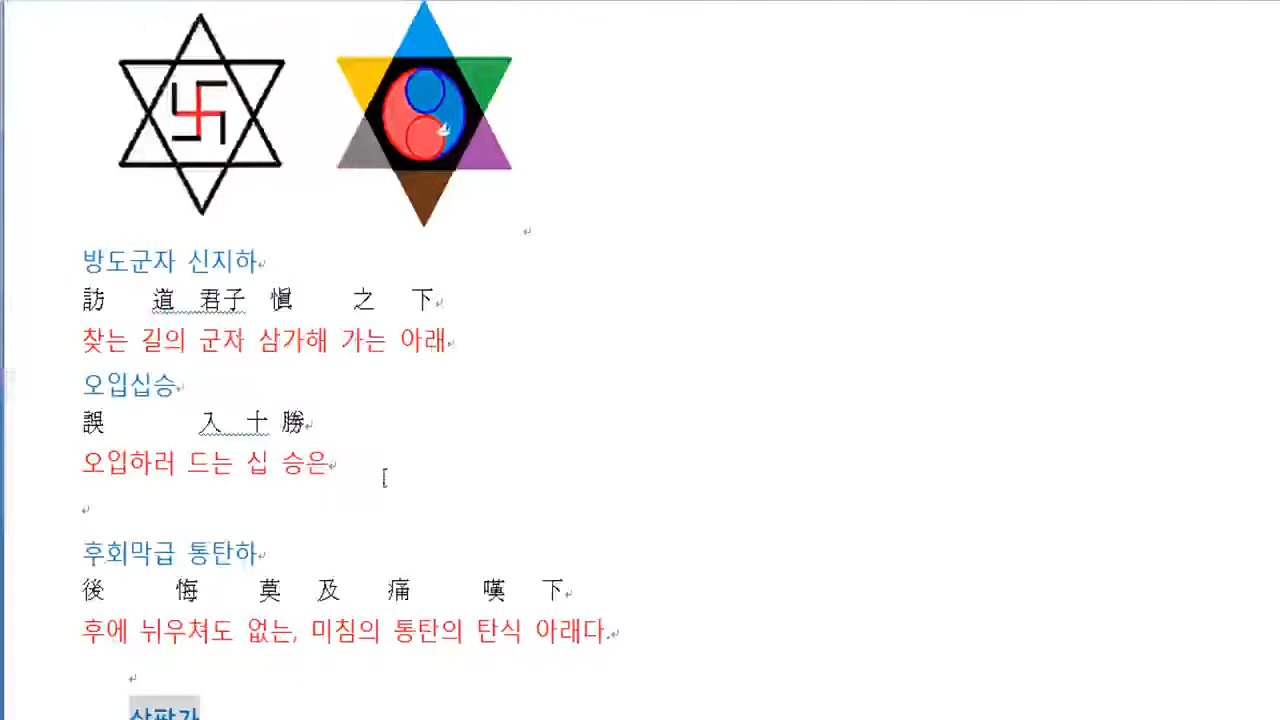 방도군자 신지하
訪 道 君子 愼 之 下
찾는 길의 군자 삼가해 가는 아래
오입십승
誤 入 十 勝
오입하러 드는 십 승은
후회막급 통탄하
後 悔 莫 及 痛 嘆 下
후에 뉘우쳐도 없는, 미침의 통탄의 탄식 아래다.